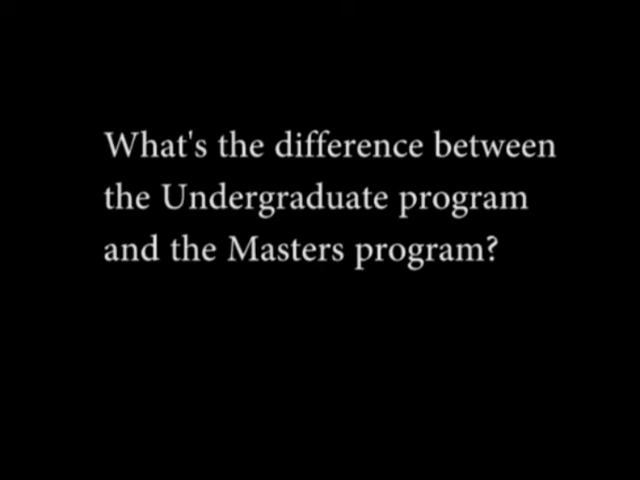 What's the difference between
the Undergraduate program
and the Masters program?